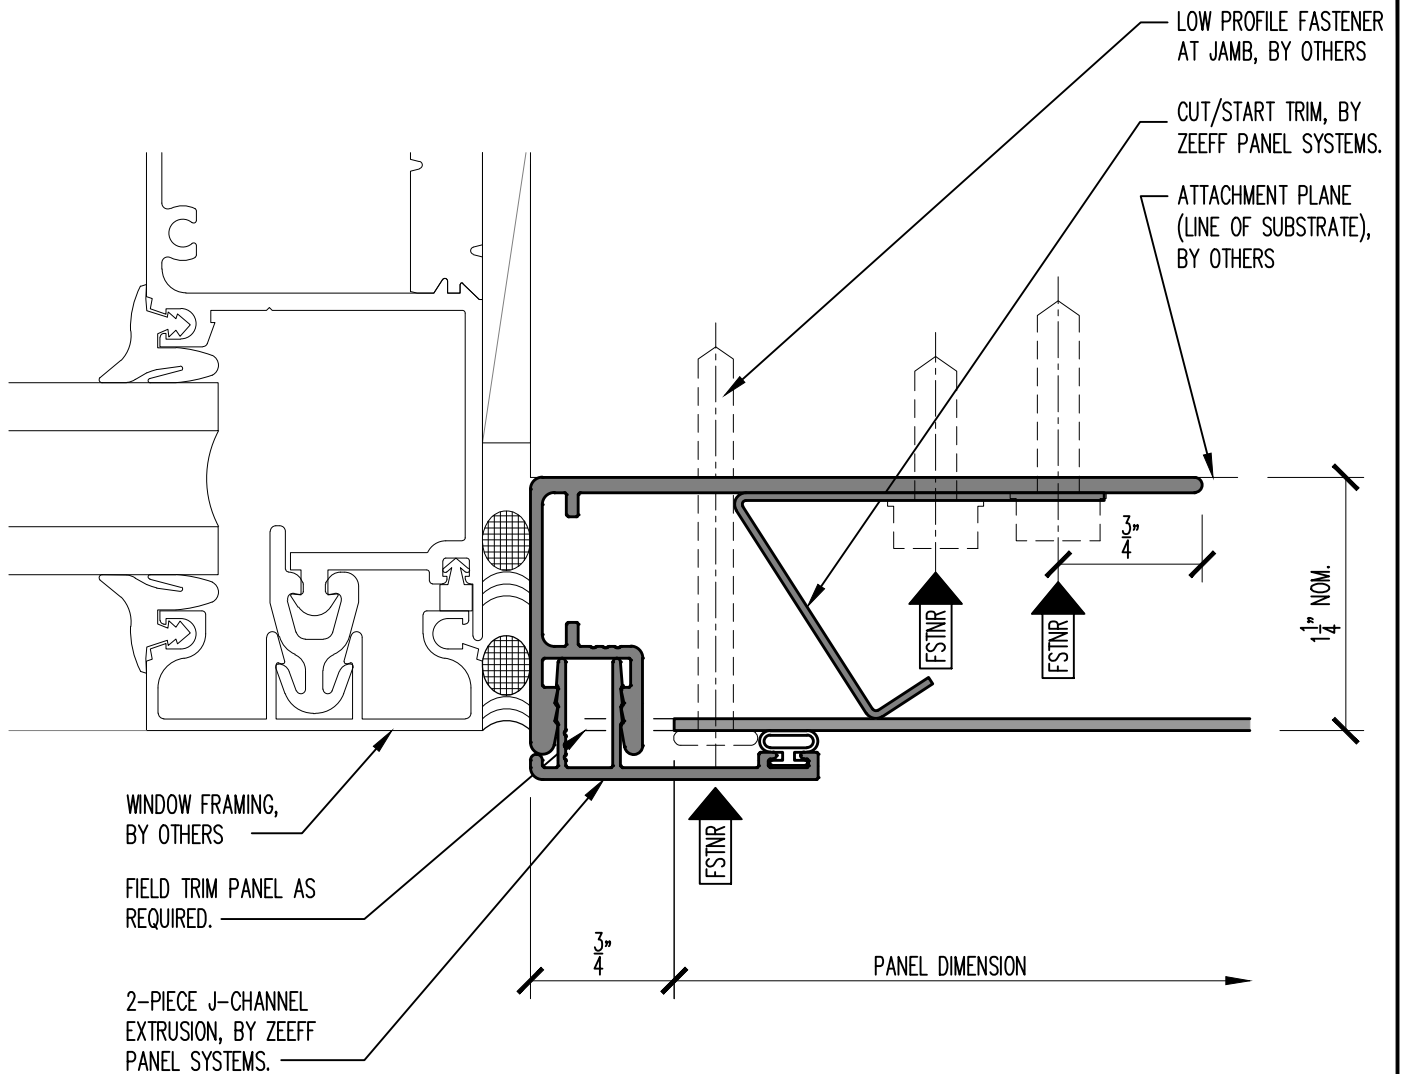 LOW PROFILE FASTENER
AT JAMB, BY OTHERS
CUT/START TRIM, BY
ZEEFF PANEL SYSTEMS.
ATTACHMENT PLANE
(LINE OF SUBSTRATE),
BY OTHERS
3/4"
1 1/4" NOM.
FSTNR
FSTNR
FSTNR
WINDOW FRAMING,
BY OTHERS
FIELD TRIM PANEL AS
REQUIRED.
3/4"
PANEL DIMENSION
2-PIECE J-CHANNEL
EXTRUSION, BY ZEEFF
PANEL SYSTEMS.